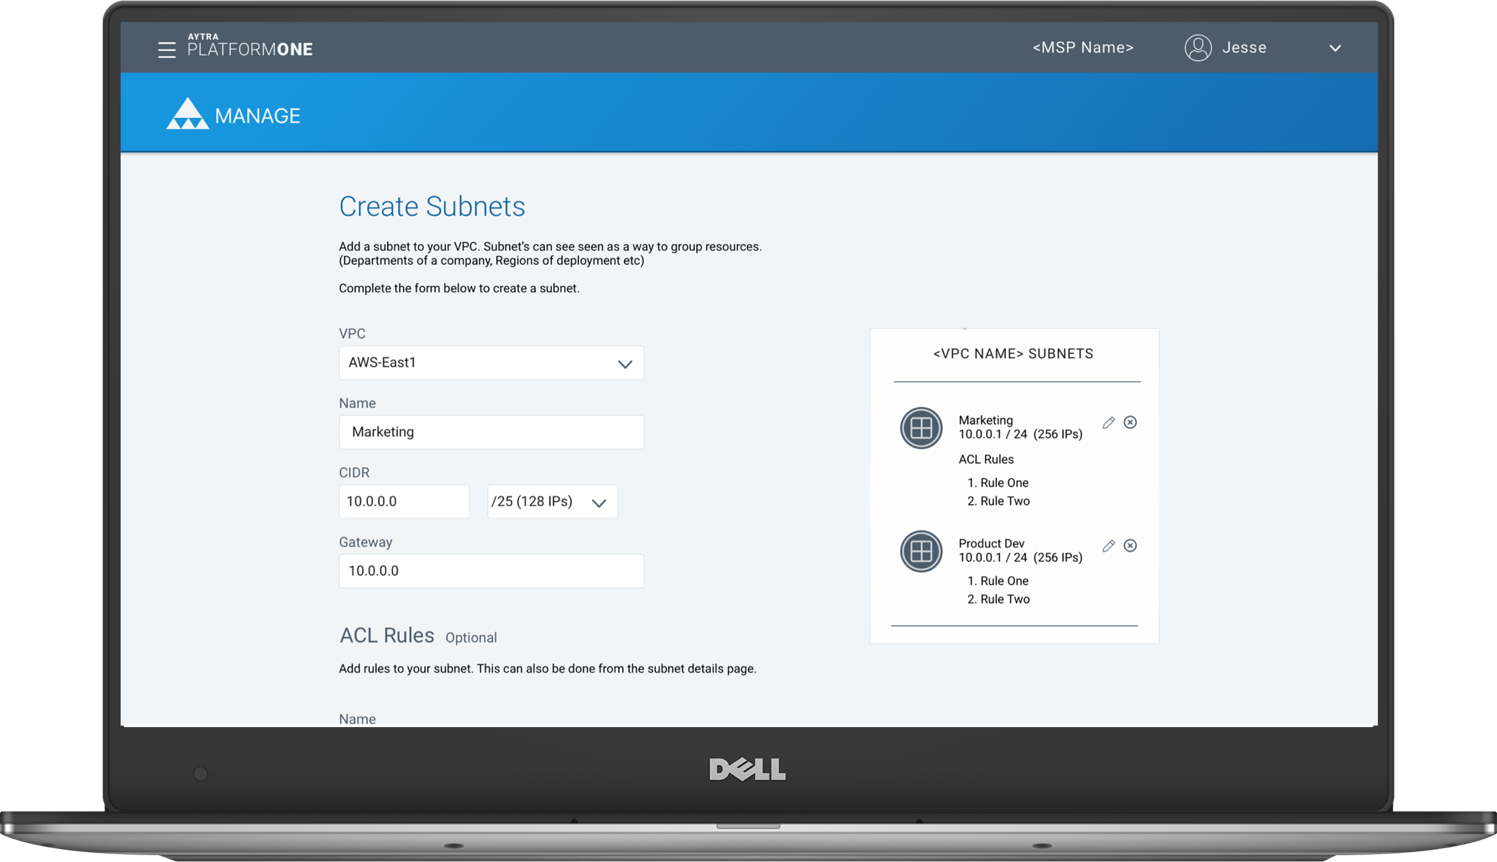 AYTRA
PLATFORMONE
<MSP Name>
Jesse
MANAGE
Create Subnets
Add a subnet to your VPC. Subnet's can see seen as a way to group resources.
(Departments of a company, Regions of deployment etc)
Complete the form below to create a subnet.
VPC
AWS-East1
Name
Marketing
CIDR
10.0.0.0
/25 (128 IPs)
Gateway
10.0.0.0
ACL Rules Optional
Add rules to your subnet. This can also be done from the subnet details page.
Name
<VPC NAME> SUBNETS
Marketing
10.0.0.1 / 24 (256 IPs)
ACL Rules
1. Rule One
2. Rule Two
Product Dev
10.0.0.1 / 24 (256 IPs)
1. Rule One
2. Rule Two
DELL